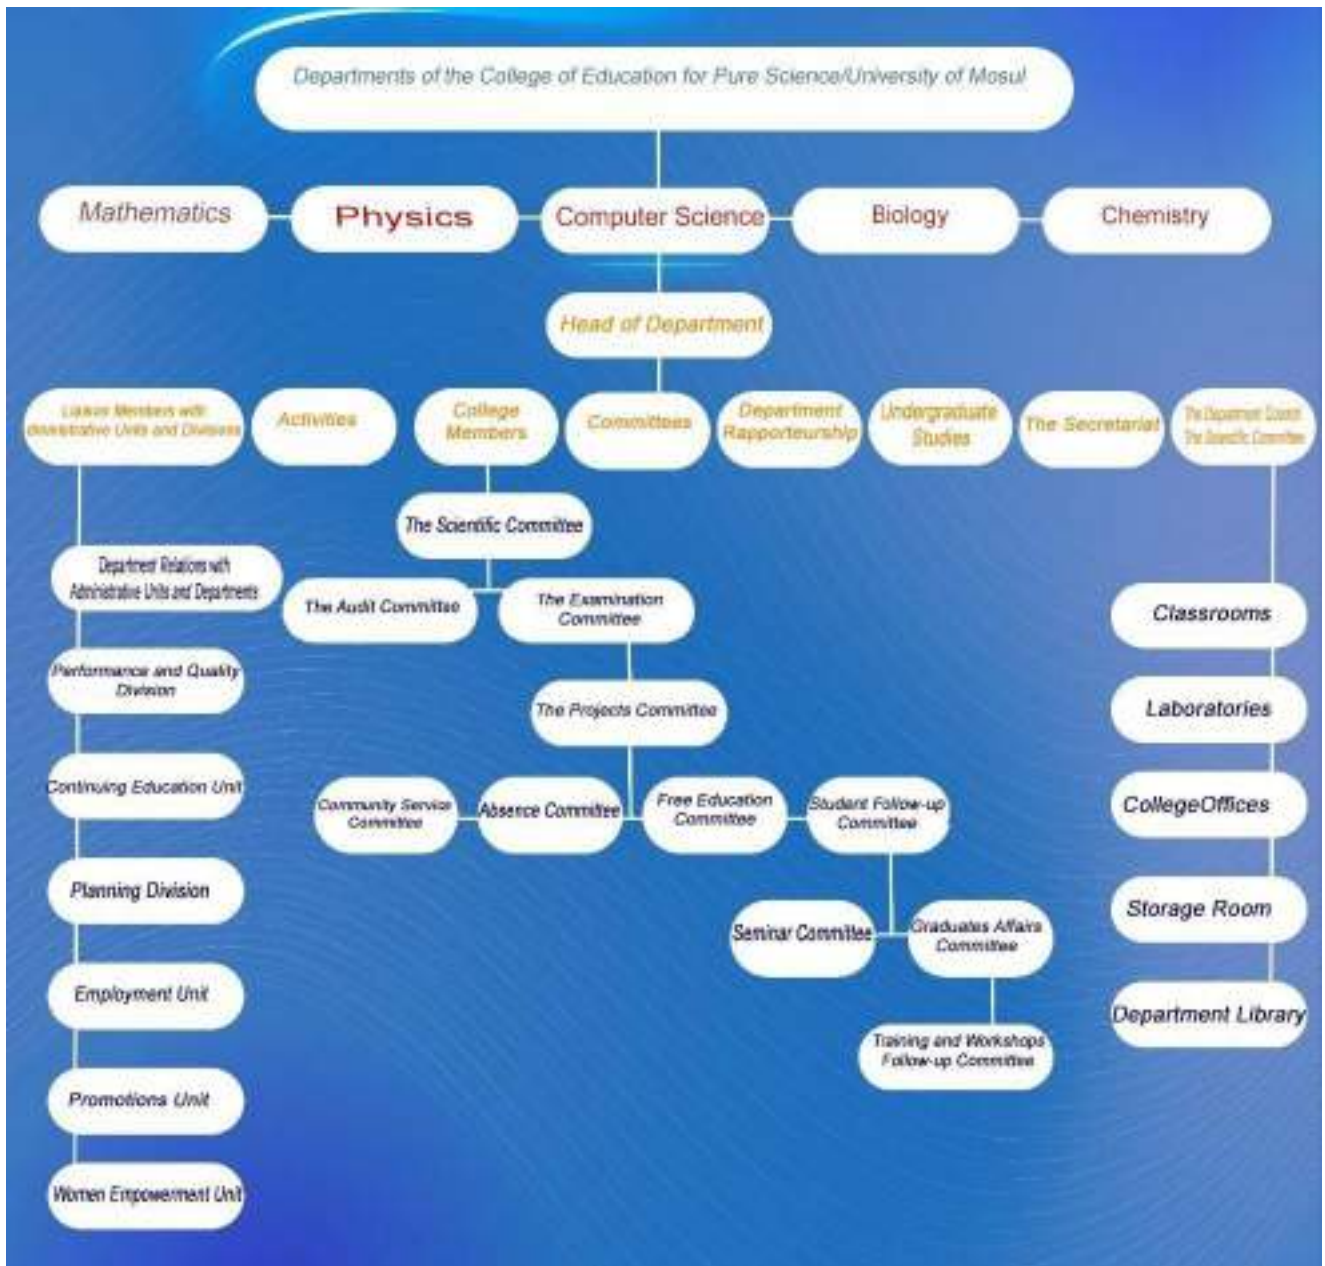 Departments of the College of Education for Pure Science/University of Mosul
Mathematics
Physics
Computer Science
Biology
Chemistry
Head of Department
Liaison Members with
dministrative Units and Divisions
Activities
College
Members
Committees
Department
Rapporteurship
Undergraduate
Studies
The Secretariat
The Department Council
The Scientific Committee
The Scientific Committee
Department Relations with
Administrative Units and Departments
The Audit Committee
The Examination
Committee
Classrooms
Performance and Quality
Division
The Projects Committee
Laboratories
Continuing Education Unit
Community Service
Committee
Absence Committee
Free Education
Committee
Student Follow-up
Committee
CollegeOffices
Planning Division
Seminar Committee
Graduates Affairs
Committee
Storage Room
Employment Unit
Training and Workshops
Follow-up Committee
Department Library
Promotions Unit
Women Empowerment Unit